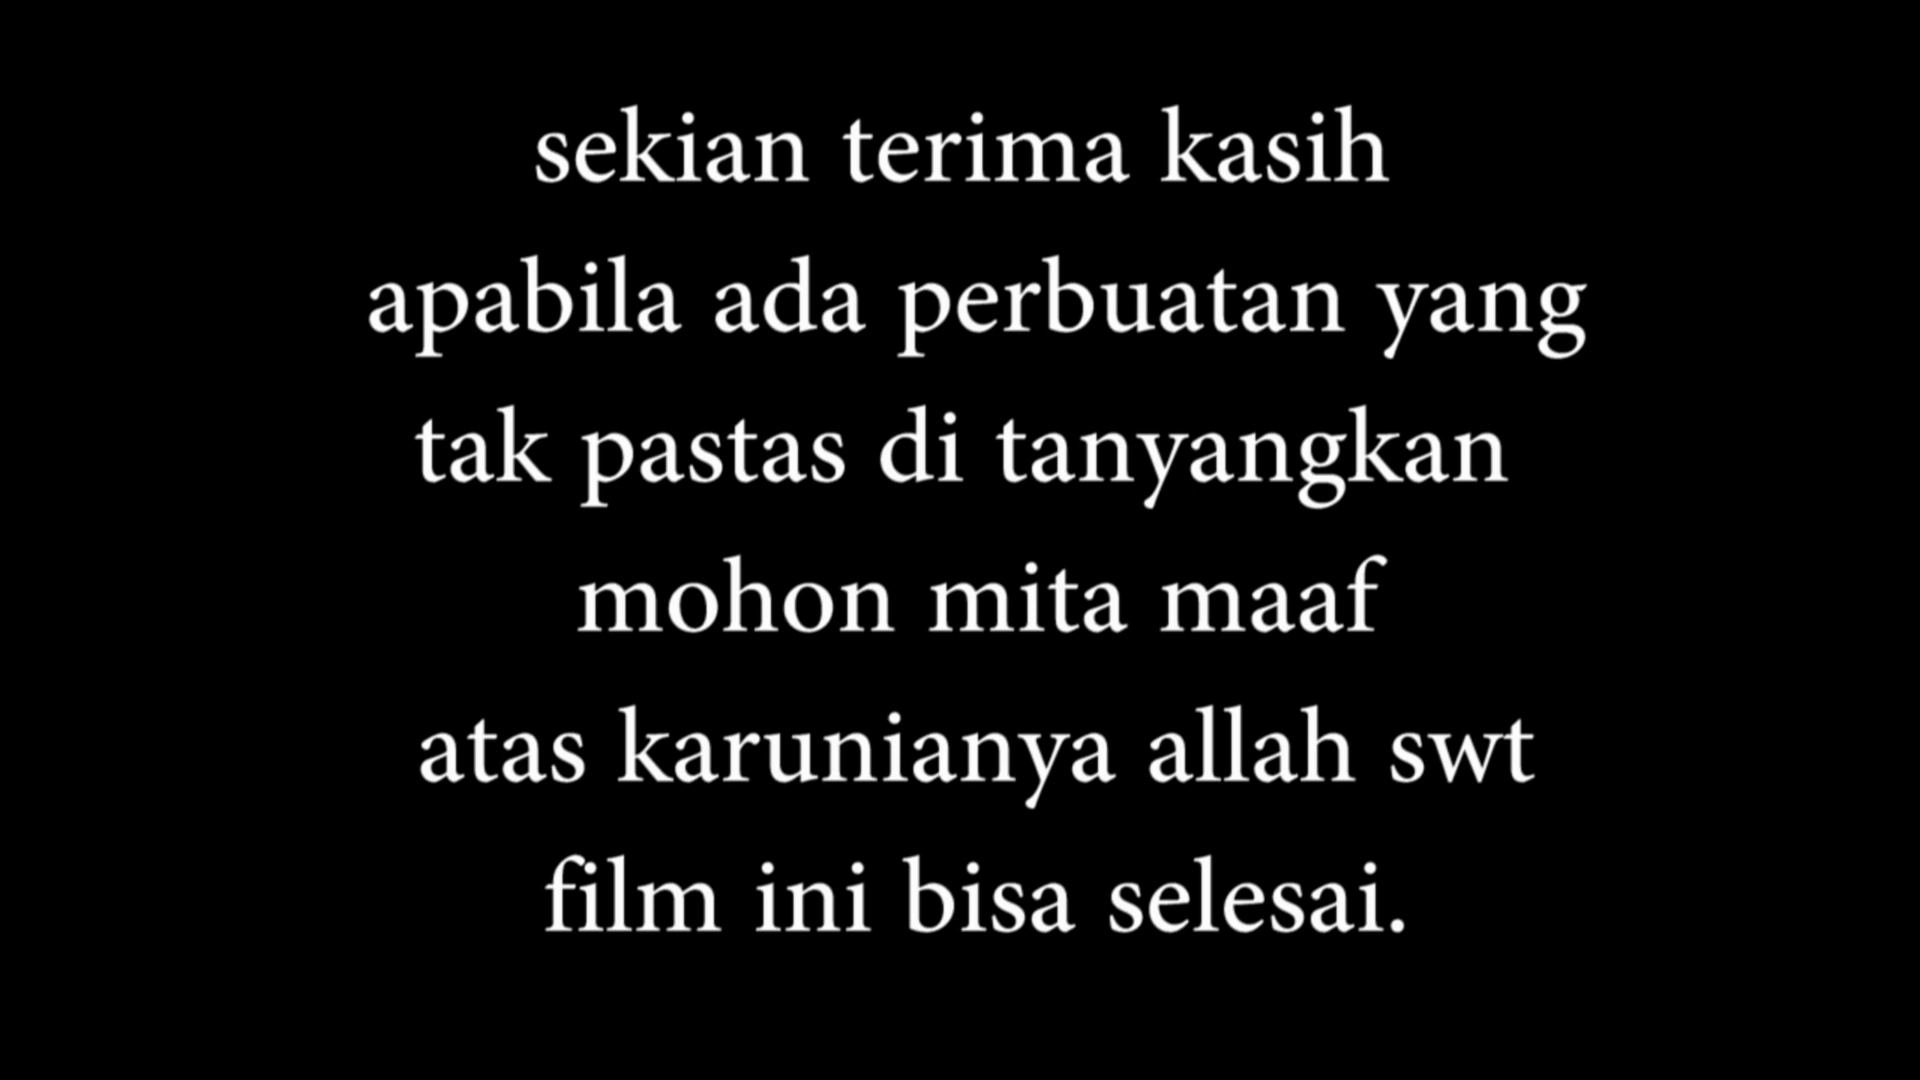 sekian terima kasih
apabila ada perbuatan yang
tak pastas di tanyangkan
mohon mita maaf
atas karunianya allah swt
film ini bisa selesai.